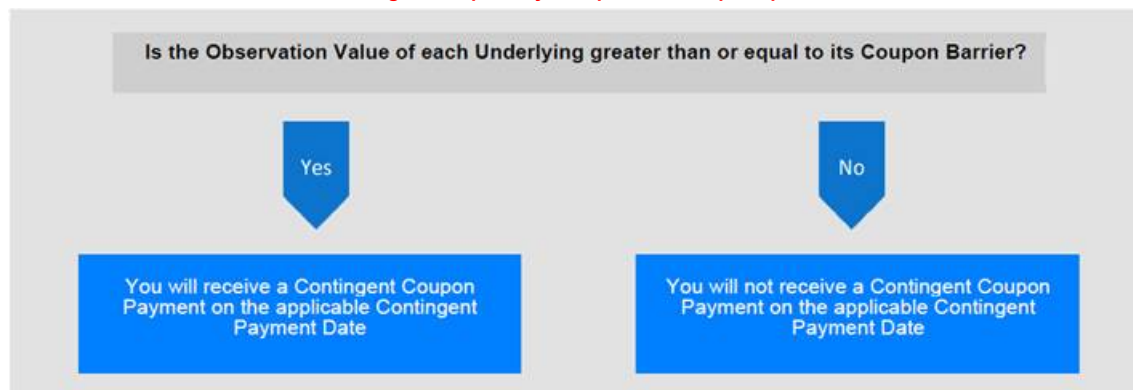 Is the Observation Value of each Underlying greater than or equal to its Coupon Barrier?
Yes
No
You will receive a Contingent Coupon
Payment on the applicable Contingent
Payment Date
You will not receive a Contingent Coupon
Payment on the applicable Contingent
Payment Date